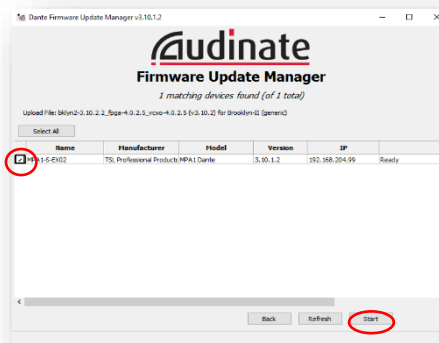 Dante Firmware Update Manager v3.10.1.2
Audinate
Firmware Update Manager
1 matching devices found (of 1 total)
Upload File: bklyn2-3.10.2.2_fpga-4.0.2.5_vcxo-4.0.2.5 (v3.10.2) for Brooklyn-II (generic)
Select All
Name Manufacturer Model Version IP
MPA1-S-EX02 TSL Professional Products MPA1 Dante 3.10.1.2 192.168.204.99 Ready
Back Refresh Start